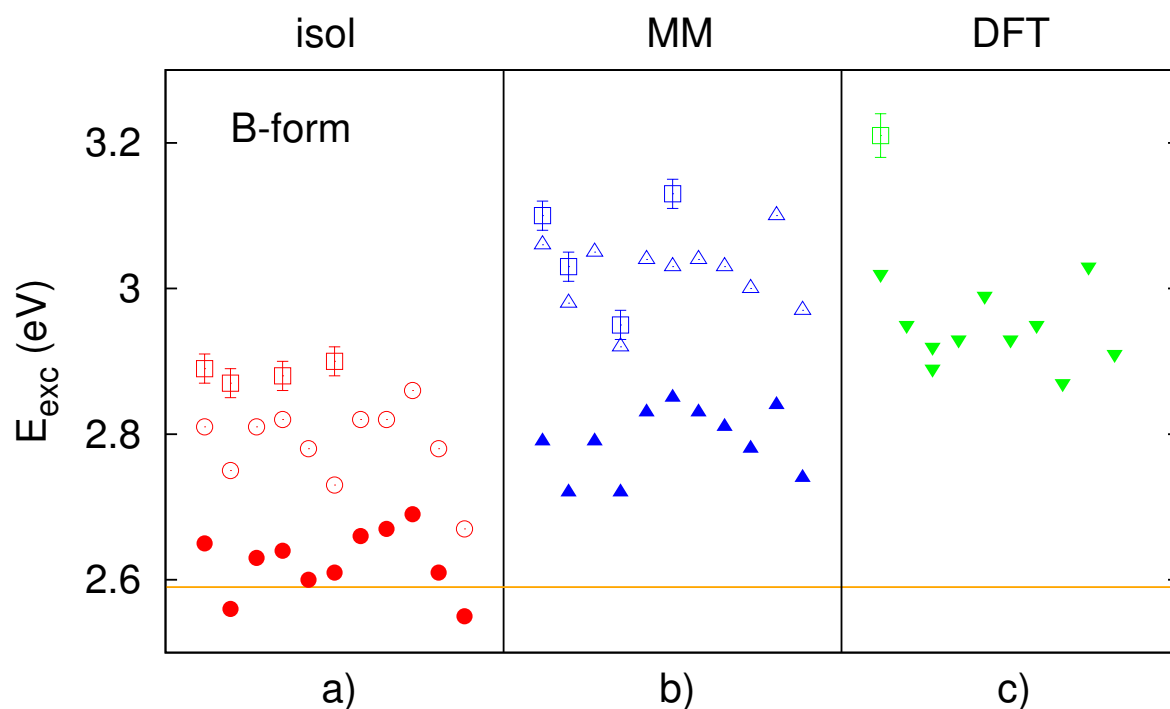 isol MM DFT
B-form
3.2
3
2.8
2.6
E_exc (eV)
a) b) c)